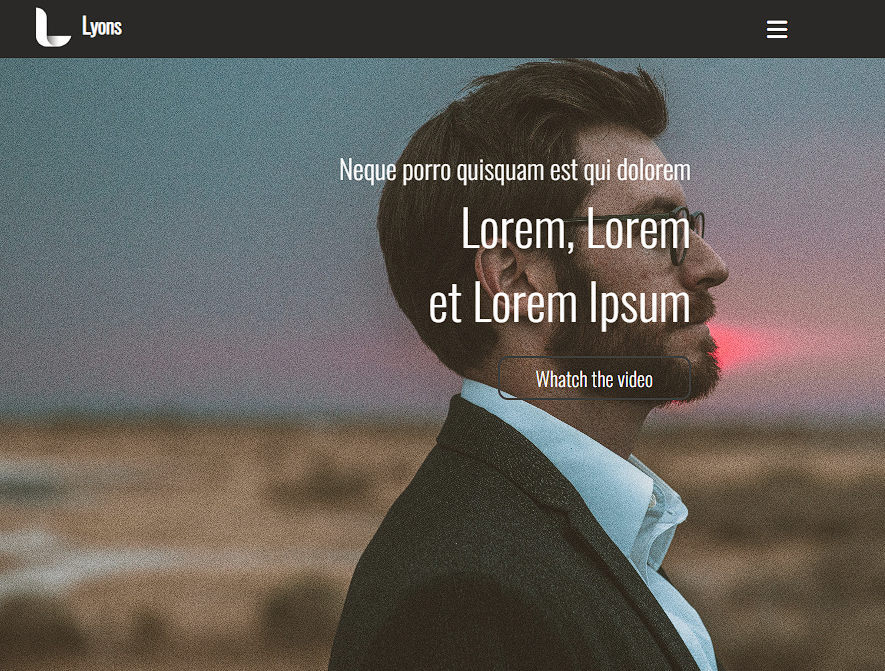 Lyons
Neque porro quisquam est qui dolorem
Lorem, Lorem
et Lorem Ipsum
Whatch the video